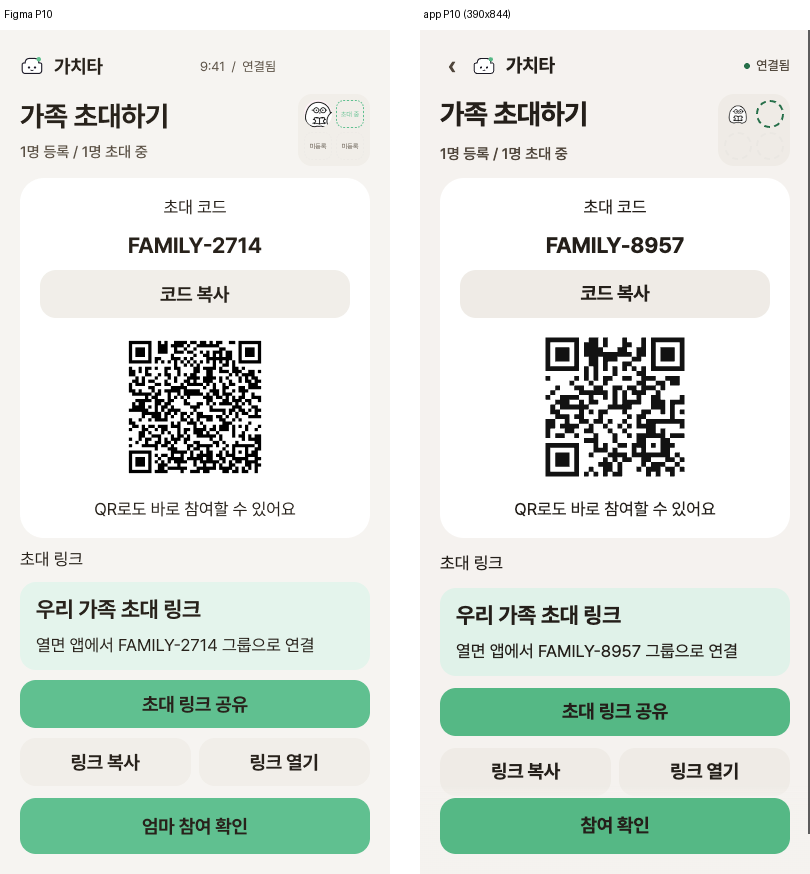 Figma P10
가치타
9:41 / 연결됨
가족 초대하기
초대 중
1명 등록 / 1명 초대 중
미등록 미등록
초대 코드
FAMILY-2714
코드 복사
QR로도 바로 참여할 수 있어요
초대 링크
우리 가족 초대 링크
열면 앱에서 FAMILY-2714 그룹으로 연결
초대 링크 공유
링크 복사 링크 열기
엄마 참여 확인
app P10 (390x844)
가치타
연결됨
가족 초대하기
1명 등록 / 1명 초대 중
초대 코드
FAMILY-8957
코드 복사
QR로도 바로 참여할 수 있어요
초대 링크
우리 가족 초대 링크
열면 앱에서 FAMILY-8957 그룹으로 연결
초대 링크 공유
링크 복사 링크 열기
참여 확인